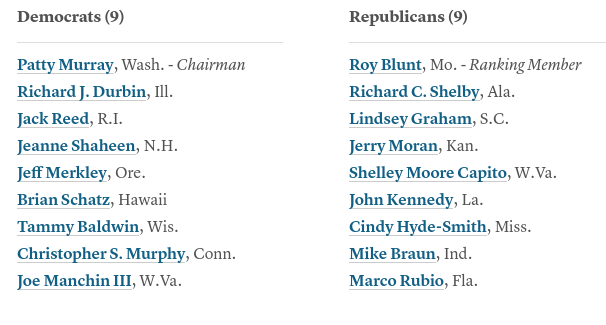 Democrats (9)
Patty Murray, Wash. - Chairman
Richard J. Durbin, Ill.
Jack Reed, R.I.
Jeanne Shaheen, N.H.
Jeff Merkley, Ore.
Brian Schatz, Hawaii
Tammy Baldwin, Wis.
Christopher S. Murphy, Conn.
Joe Manchin III, W.Va.
Republicans (9)
Roy Blunt, Mo. - Ranking Member
Richard C. Shelby, Ala.
Lindsey Graham, S.C.
Jerry Moran, Kan.
Shelley Moore Capito, W.Va.
John Kennedy, La.
Cindy Hyde-Smith, Miss.
Mike Braun, Ind.
Marco Rubio, Fla.